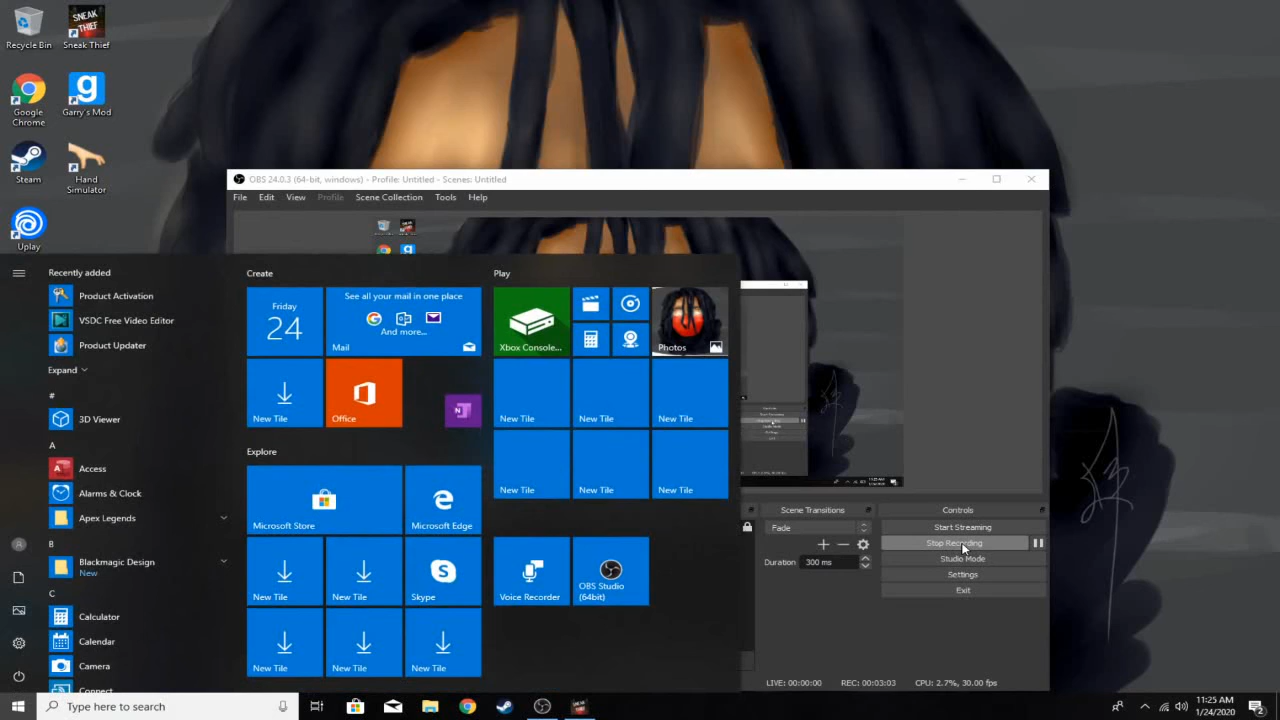 Recycle Bin
SNEAK THIEF
Sneak Thief
Google Chrome
Garry's Mod
Steam
Hand Simulator
Uplay
OBS 24.0.3 (64-bit, windows) - Profile: Untitled - Scenes: Untitled
File Edit View Profile Scene Collection Tools Help
Recently added
Product Activation
VSDC Free Video Editor
Product Updater
Expand
#
3D Viewer
A
Access
Alarms & Clock
Apex Legends
B
Blackmagic Design
New
C
Calculator
Calendar
Camera
Connect
Create
Friday
24
See all your mail in one place
And more...
Mail
New Tile
Office
Explore
Microsoft Store
Microsoft Edge
New Tile
New Tile
Skype
New Tile
New Tile
New Tile
Play
Xbox Console...
Photos
New Tile
New Tile
New Tile
New Tile
New Tile
New Tile
Voice Recorder
OBS Studio
(64bit)
Scene Transitions
Fade
Duration 300 ms
Controls
Start Streaming
Stop Recording
Studio Mode
Settings
Exit
LIVE: 00:00:00 REC: 00:03:03 CPU: 2.7%, 30.00 fps
Type here to search
11:25 AM
1/24/2020
2